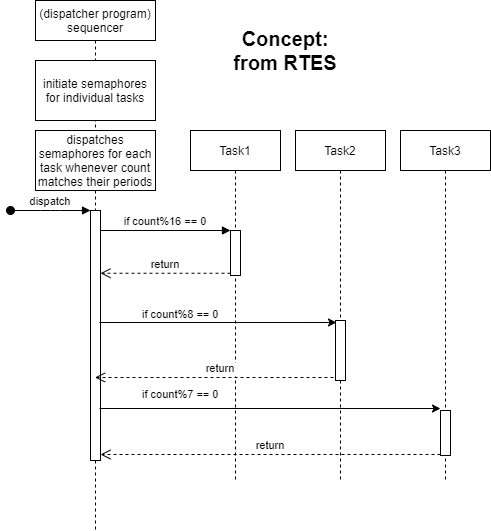 (dispatcher program)
sequencer
Concept:
from RTES
initiate semaphores
for individual tasks
dispatches
semaphores for each
task whenever count
matches their periods
Task1
Task2
Task3
dispatch
if count%16 == 0
return
if count%8 == 0
return
if count%7 == 0
return